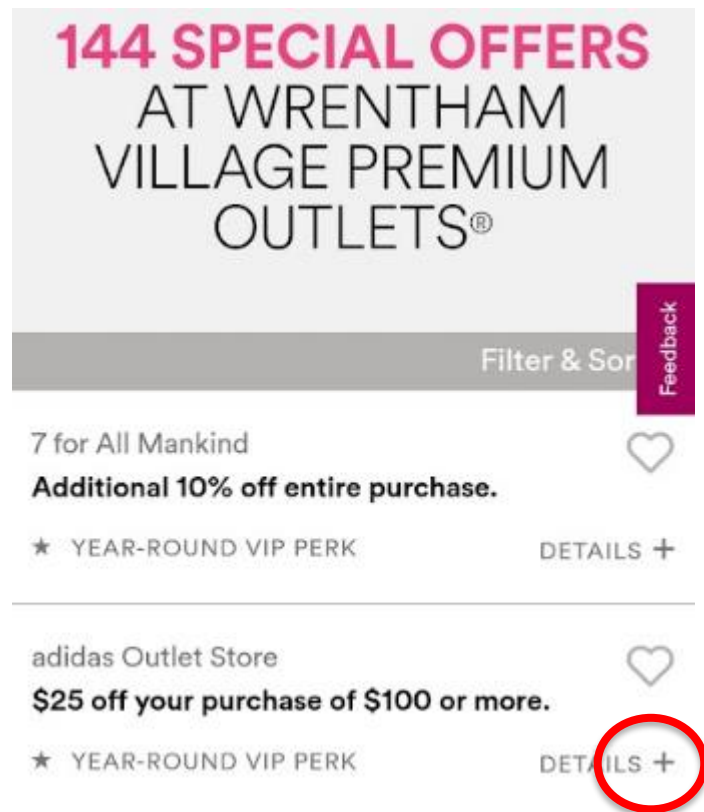 144 SPECIAL OFFERS
AT WRENTHAM
VILLAGE PREMIUM
OUTLETS®
Feedback
Filter & Sor
7 for All Mankind
Additional 10% off entire purchase.
★ YEAR-ROUND VIP PERK DETAILS +
adidas Outlet Store
$25 off your purchase of $100 or more.
★ YEAR-ROUND VIP PERK DETAILS +